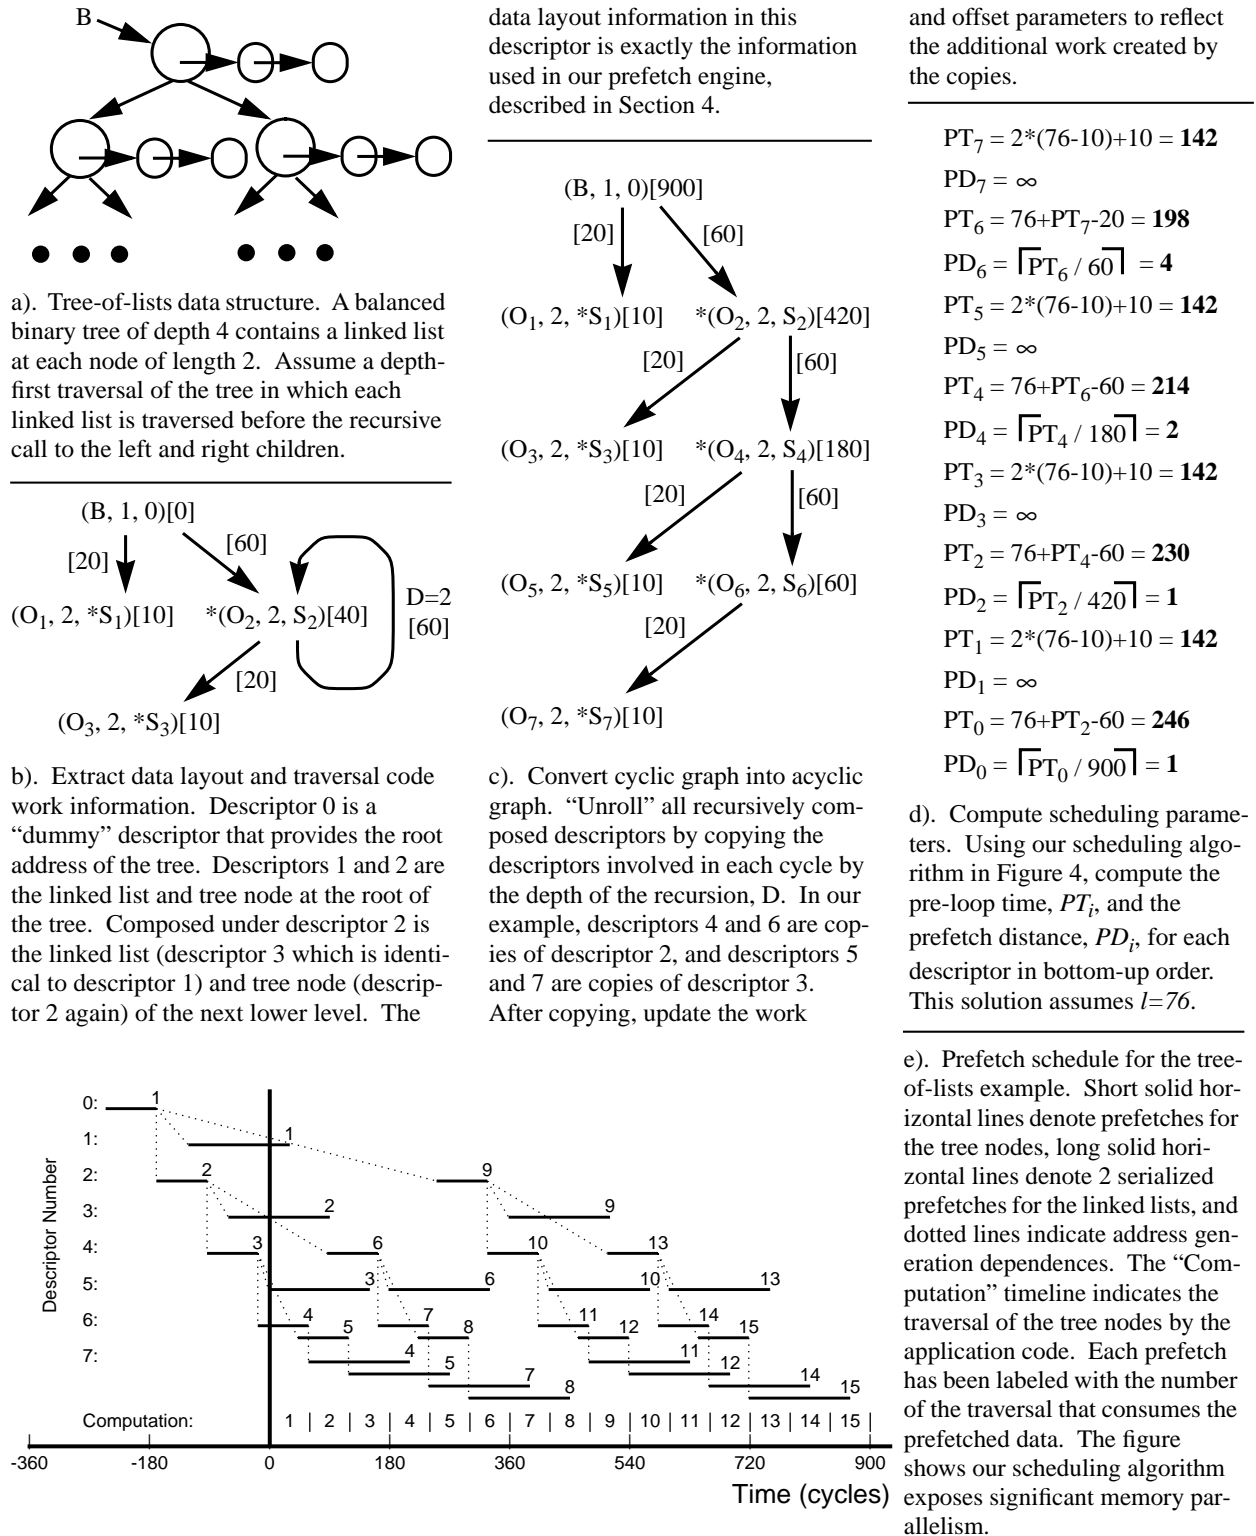 B
a).  Tree-of-lists data structure.  A balanced
binary tree of depth 4 contains a linked list
at each node of length 2.  Assume a depth-
first traversal of the tree in which each
linked list is traversed before the recursive
call to the left and right children.
(B, 1, 0)[0]
[20]
[60]
(O1, 2, *S1)[10]
*(O2, 2, S2)[40]
D=2
[60]
[20]
(O3, 2, *S3)[10]
b).  Extract data layout and traversal code
work information.  Descriptor 0 is a
“dummy” descriptor that provides the root
address of the tree.  Descriptors 1 and 2 are
the linked list and tree node at the root of
the tree.  Composed under descriptor 2 is
the linked list (descriptor 3 which is identi-
cal to descriptor 1) and tree node (descrip-
tor 2 again) of the next lower level.  The
data layout information in this
descriptor is exactly the information
used in our prefetch engine,
described in Section 4.
(B, 1, 0)[900]
[20]
[60]
(O1, 2, *S1)[10]
*(O2, 2, S2)[420]
[20]
[60]
(O3, 2, *S3)[10]
*(O4, 2, S4)[180]
[20]
[60]
(O5, 2, *S5)[10]
*(O6, 2, S6)[60]
[20]
(O7, 2, *S7)[10]
c).  Convert cyclic graph into acyclic
graph.  “Unroll” all recursively com-
posed descriptors by copying the
descriptors involved in each cycle by
the depth of the recursion, D.  In our
example, descriptors 4 and 6 are cop-
ies of descriptor 2, and descriptors 5
and 7 are copies of descriptor 3.
After copying, update the work
and offset parameters to reflect
the additional work created by
the copies.
PT7 = 2*(76-10)+10 = 142
PD7 = ∞
PT6 = 76+PT7-20 = 198
PD6 = ⌈PT6 / 60⌉ = 4
PT5 = 2*(76-10)+10 = 142
PD5 = ∞
PT4 = 76+PT6-60 = 214
PD4 = ⌈PT4 / 180⌉ = 2
PT3 = 2*(76-10)+10 = 142
PD3 = ∞
PT2 = 76+PT4-60 = 230
PD2 = ⌈PT2 / 420⌉ = 1
PT1 = 2*(76-10)+10 = 142
PD1 = ∞
PT0 = 76+PT2-60 = 246
PD0 = ⌈PT0 / 900⌉ = 1
d).  Compute scheduling parame-
ters.  Using our scheduling algo-
rithm in Figure 4, compute the
pre-loop time, PTi, and the
prefetch distance, PDi, for each
descriptor in bottom-up order.
This solution assumes l=76.
Descriptor Number
0: 1
1: 1
2: 2 9
3: 2 9
4: 3 6 10 13
5: 3 6 10 13
6: 4 7 11 14
5 8 12 15
7: 4 11
5 12
7 14
8 15
Computation: 1 | 2 | 3 | 4 | 5 | 6 | 7 | 8 | 9 | 10 | 11 | 12 | 13 | 14 | 15
-360 -180 0 180 360 540 720 900
Time (cycles)
e).  Prefetch schedule for the tree-
of-lists example.  Short solid hor-
izontal lines denote prefetches for
the tree nodes, long solid hori-
zontal lines denote 2 serialized
prefetches for the linked lists, and
dotted lines indicate address gen-
eration dependences.  The “Com-
putation” timeline indicates the
traversal of the tree nodes by the
application code.  Each prefetch
has been labeled with the number
of the traversal that consumes the
prefetched data.  The figure
shows our scheduling algorithm
exposes significant memory par-
allelism.